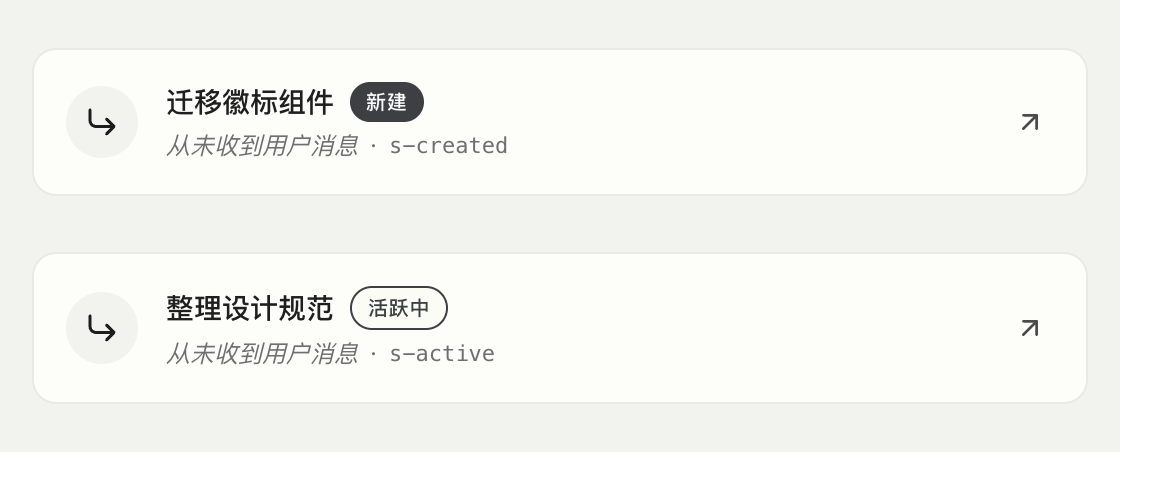 迁移徽标组件 新建
从未收到用户消息 · s-created
整理设计规范 活跃中
从未收到用户消息 · s-active